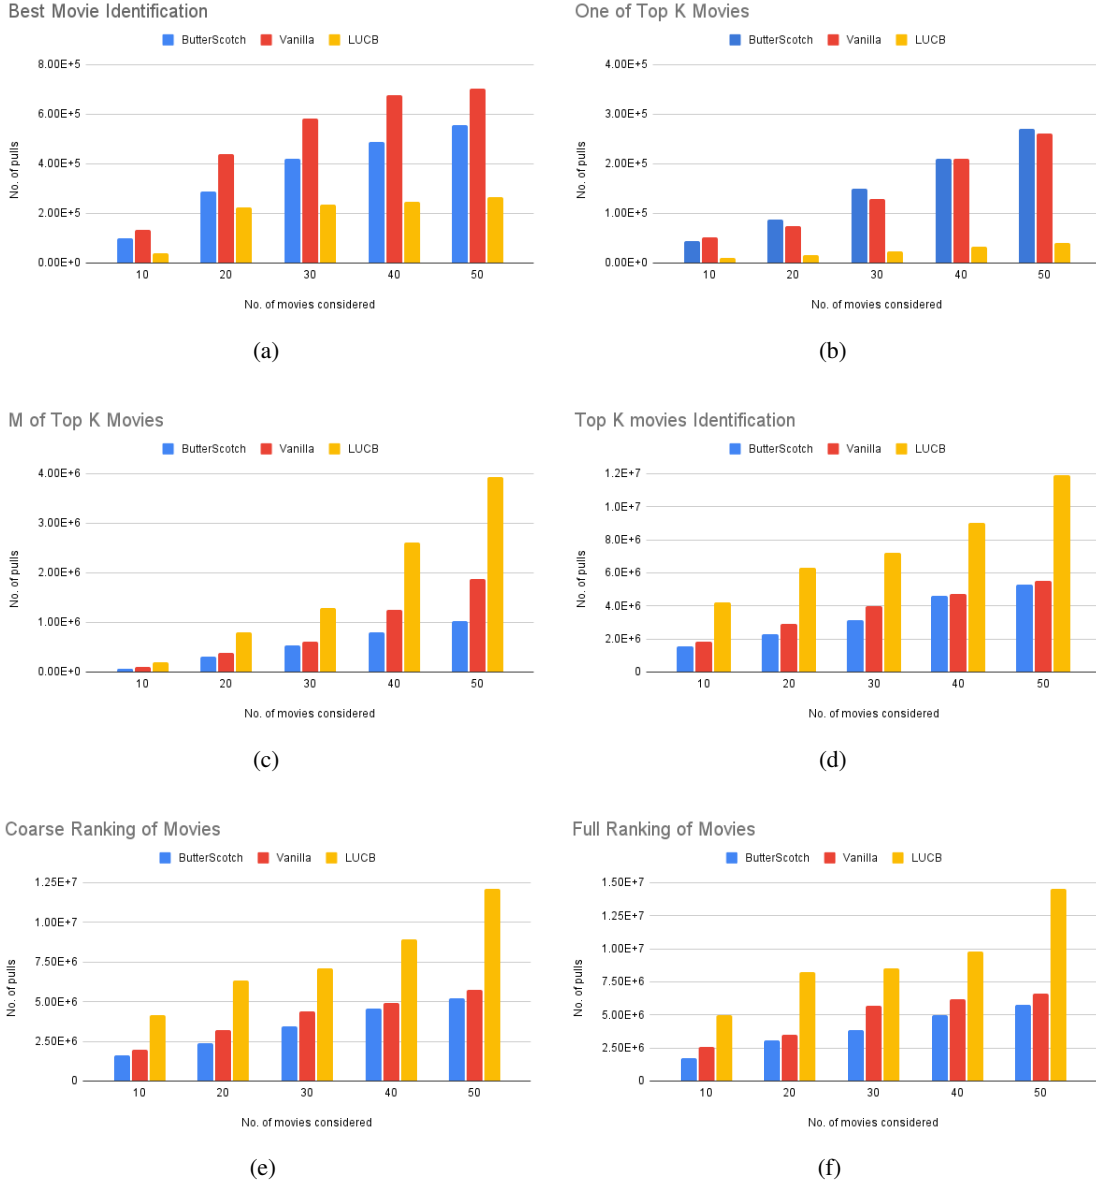 Best Movie Identification
ButterScotch Vanilla LUCB
8.00E+5
6.00E+5
4.00E+5
2.00E+5
0.00E+0
No. of pulls
10 20 30 40 50
No. of movies considered
(a)
One of Top K Movies
ButterScotch Vanilla LUCB
4.00E+5
3.00E+5
2.00E+5
1.00E+5
0.00E+0
No. of pulls
10 20 30 40 50
No. of movies considered
(b)
M of Top K Movies
ButterScotch Vanilla LUCB
4.00E+6
3.00E+6
2.00E+6
1.00E+6
0.00E+0
No. of pulls
10 20 30 40 50
No. of movies considered
(c)
Top K movies Identification
ButterScotch Vanilla LUCB
1.2E+7
1.0E+7
8.0E+6
6.0E+6
4.0E+6
2.0E+6
0
No. of pulls
10 20 30 40 50
No. of movies considered
(d)
Coarse Ranking of Movies
ButterScotch Vanilla LUCB
1.25E+7
1.00E+7
7.50E+6
5.00E+6
2.50E+6
0
No. of pulls
10 20 30 40 50
No. of movies considered
(e)
Full Ranking of Movies
ButterScotch Vanilla LUCB
1.50E+7
1.25E+7
1.00E+7
7.50E+6
5.00E+6
2.50E+6
0
No. of pulls
10 20 30 40 50
No. of movies considered
(f)